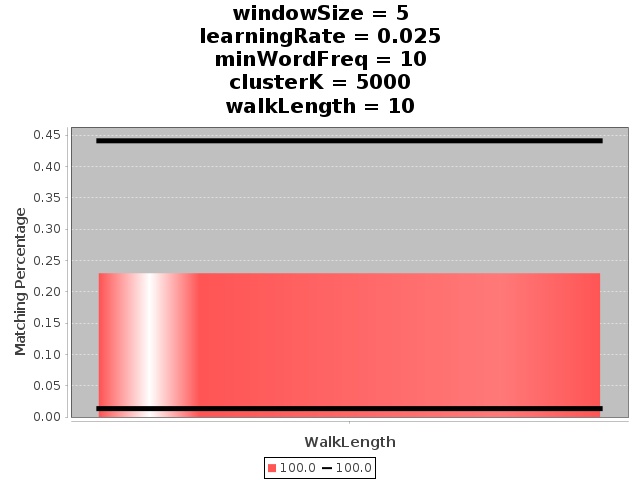 windowSize = 5
learningRate = 0.025
minWordFreq = 10
clusterK = 5000
walkLength = 10
0.45
0.40
0.35
0.30
0.25
0.20
0.15
0.10
0.05
0.00
Matching Percentage
WalkLength
100.0 100.0